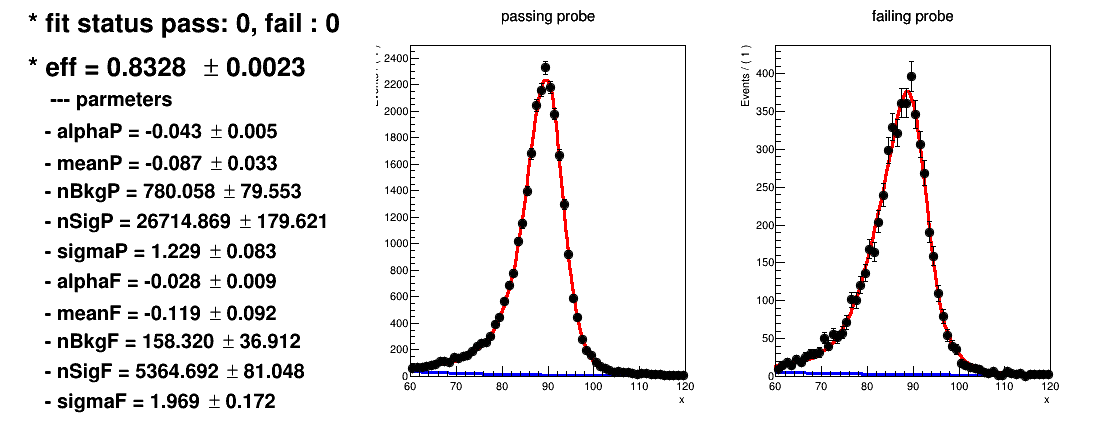 * fit status pass: 0, fail : 0
* eff = 0.8328 ± 0.0023
--- parmeters
- alphaP = -0.043 ± 0.005
- meanP = -0.087 ± 0.033
- nBkgP = 780.058 ± 79.553
- nSigP = 26714.869 ± 179.621
- sigmaP = 1.229 ± 0.083
- alphaF = -0.028 ± 0.009
- meanF = -0.119 ± 0.092
- nBkgF = 158.320 ± 36.912
- nSigF = 5364.692 ± 81.048
- sigmaF = 1.969 ± 0.172
passing probe
2400
2200
2000
1800
1600
1400
1200
1000
800
600
400
200
0
60 70 80 90 100 110 120
x
failing probe
Events / ( 1 )
400
350
300
250
200
150
100
50
0
60 70 80 90 100 110 120
x